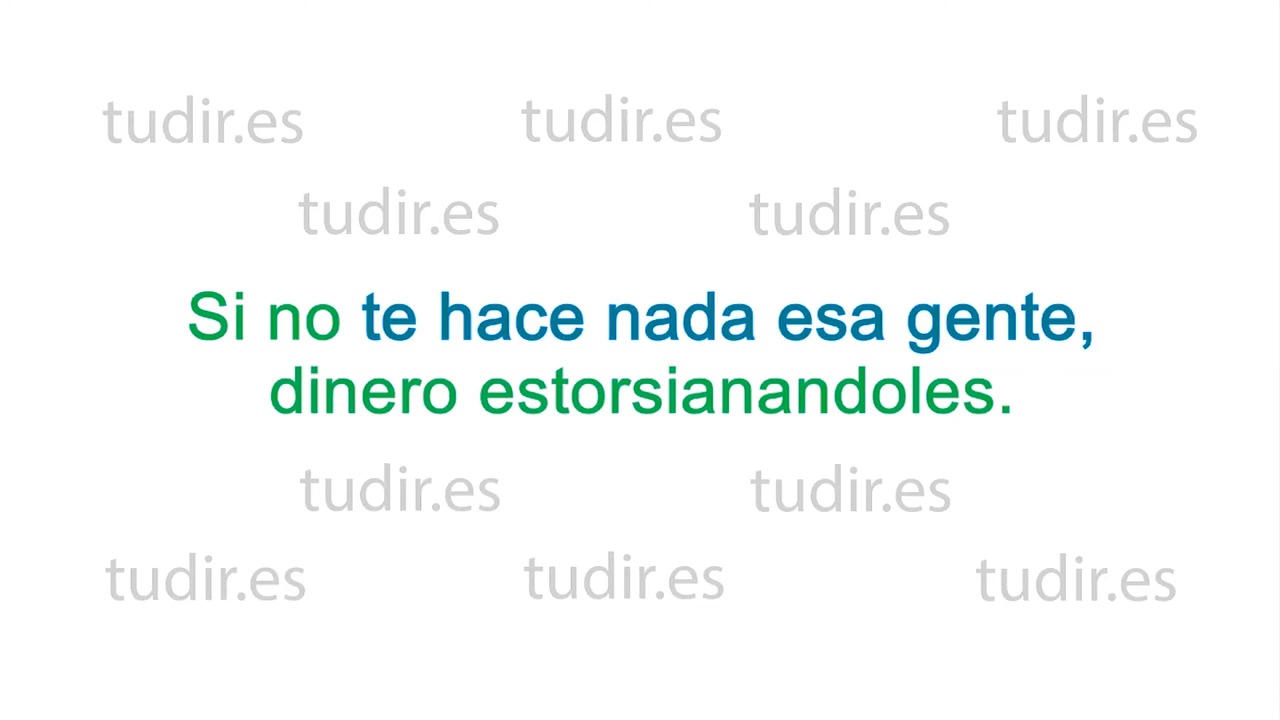 tudir.es tudir.es tudir.es
tudir.es tudir.es
Si no te hace nada esa gente,
dinero estorsianandoles.
tudir.es tudir.es
tudir.es tudir.es tudir.es